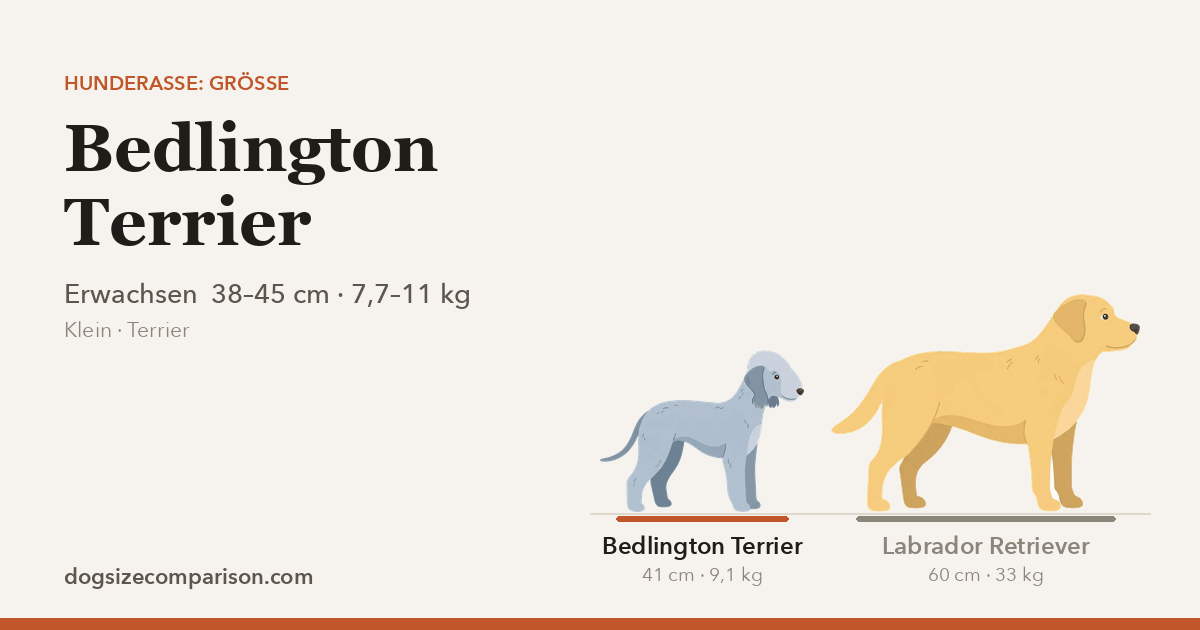 HUNDERASSE: GRÖSSE
Bedlington
Terrier
Erwachsen 38–45 cm · 7,7–11 kg
Klein · Terrier
Bedlington Terrier
41 cm · 9,1 kg
Labrador Retriever
60 cm · 33 kg
dogsizecomparison.com